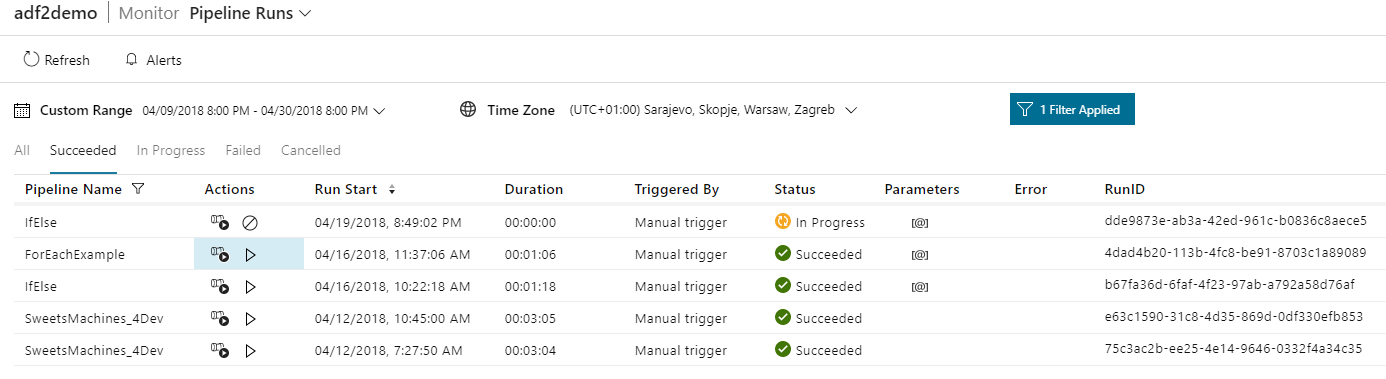 adf2demo Monitor Pipeline Runs
Refresh Alerts
Custom Range 04/09/2018 8:00 PM - 04/30/2018 8:00 PM Time Zone (UTC+01:00) Sarajevo, Skopje, Warsaw, Zagreb 1 Filter Applied
All Succeeded In Progress Failed Cancelled
Pipeline Name Actions Run Start Duration Triggered By Status Parameters Error RunID
IfElse 04/19/2018, 8:49:02 PM 00:00:00 Manual trigger In Progress [@] dde9873e-ab3a-42ed-961c-b0836c8aece5
ForEachExample 04/16/2018, 11:37:06 AM 00:01:06 Manual trigger Succeeded [@] 4dad4b20-113b-4fc8-be91-8703c1a89089
IfElse 04/16/2018, 10:22:18 AM 00:01:18 Manual trigger Succeeded [@] b67fa36d-6faf-4f23-97ab-a792a58d76af
SweetsMachines_4Dev 04/12/2018, 10:45:00 AM 00:03:05 Manual trigger Succeeded e63c1590-31c8-4d35-869d-0df330efb853
SweetsMachines_4Dev 04/12/2018, 7:27:50 AM 00:03:04 Manual trigger Succeeded 75c3ac2b-ee25-4e14-9646-0332f4a34c35